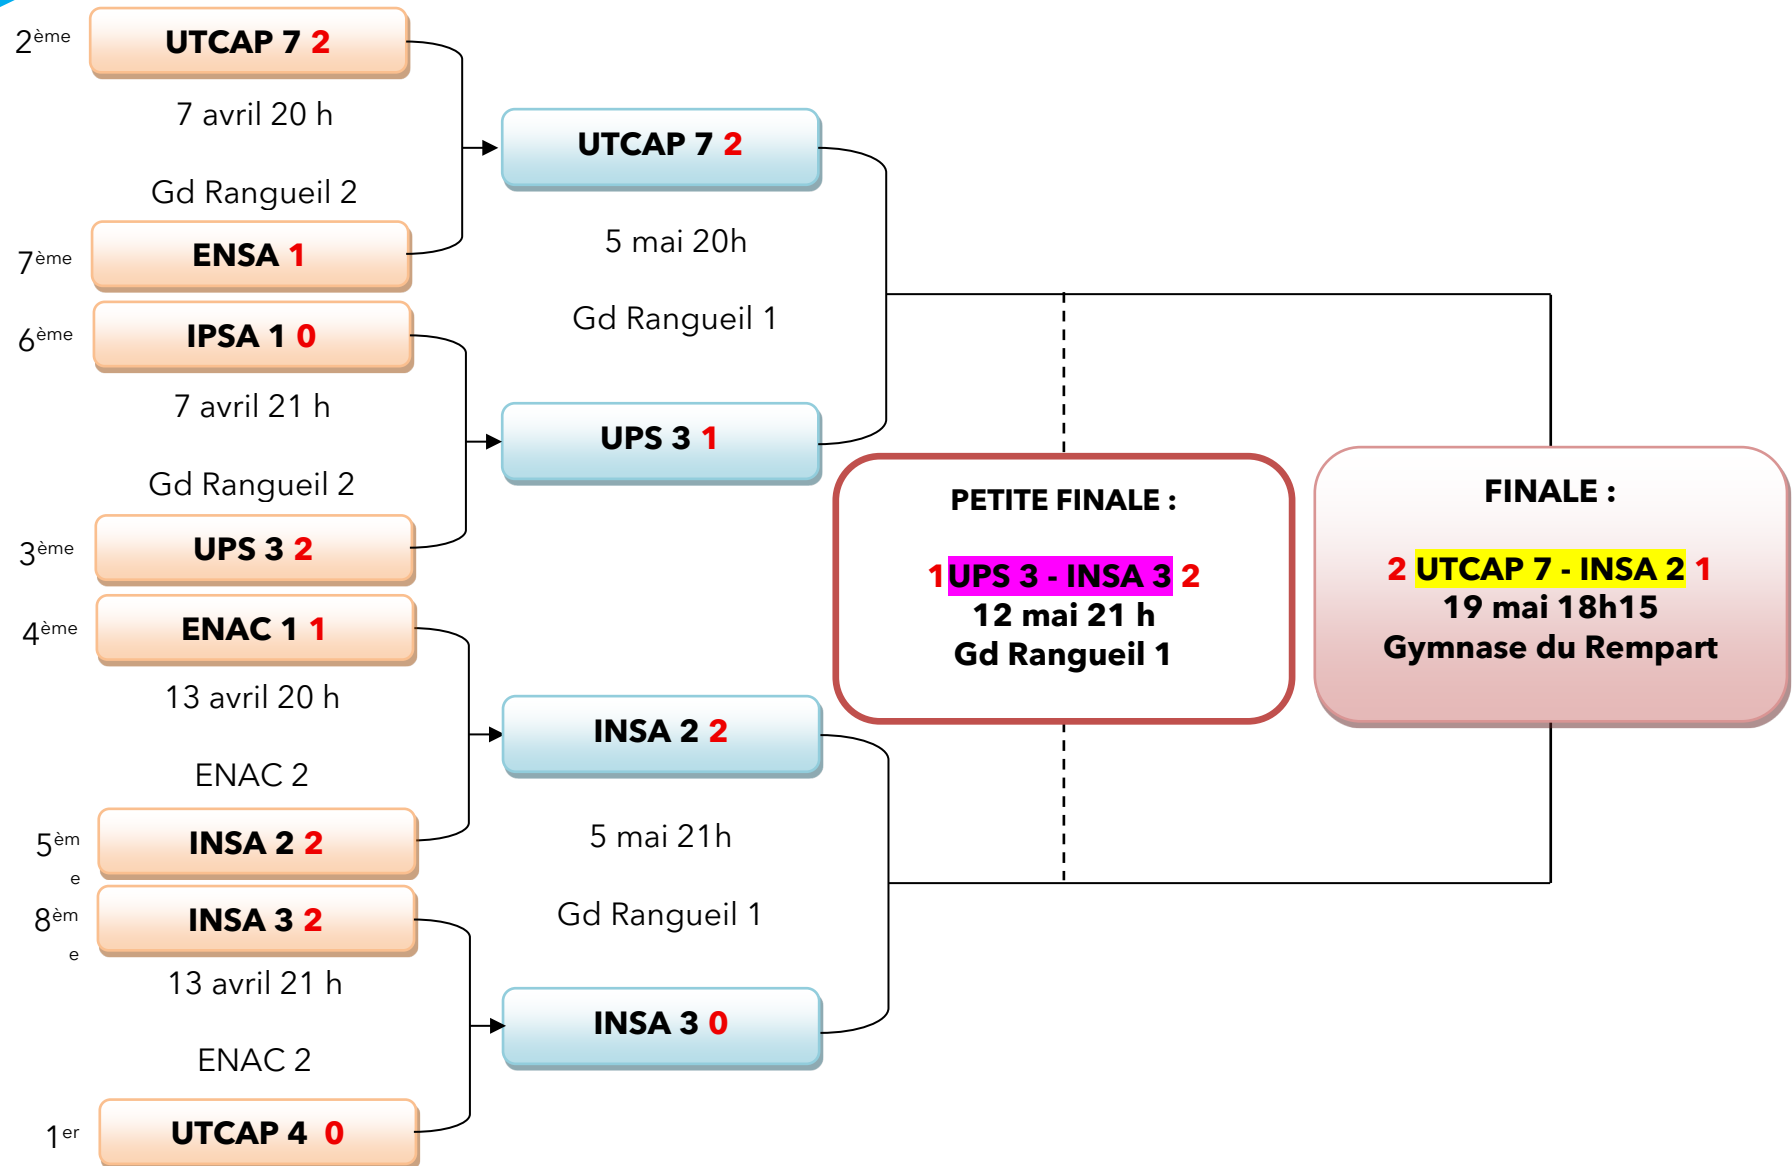 2ème
UTCAP 7 2
7 avril 20 h
Gd Rangueil 2
7ème
ENSA 1
6ème
IPSA 1 0
7 avril 21 h
Gd Rangueil 2
3ème
UPS 3 2
4ème
ENAC 1 1
13 avril 20 h
ENAC 2
5èm
e
INSA 2 2
8èm
e
INSA 3 2
13 avril 21 h
ENAC 2
1er
UTCAP 4 0
UTCAP 7 2
5 mai 20h
Gd Rangueil 1
UPS 3 1
INSA 2 2
5 mai 21h
Gd Rangueil 1
INSA 3 0
PETITE FINALE :
1 UPS 3 - INSA 3 2
12 mai 21 h
Gd Rangueil 1
FINALE :
2 UTCAP 7 - INSA 2 1
19 mai 18h15
Gymnase du Rempart